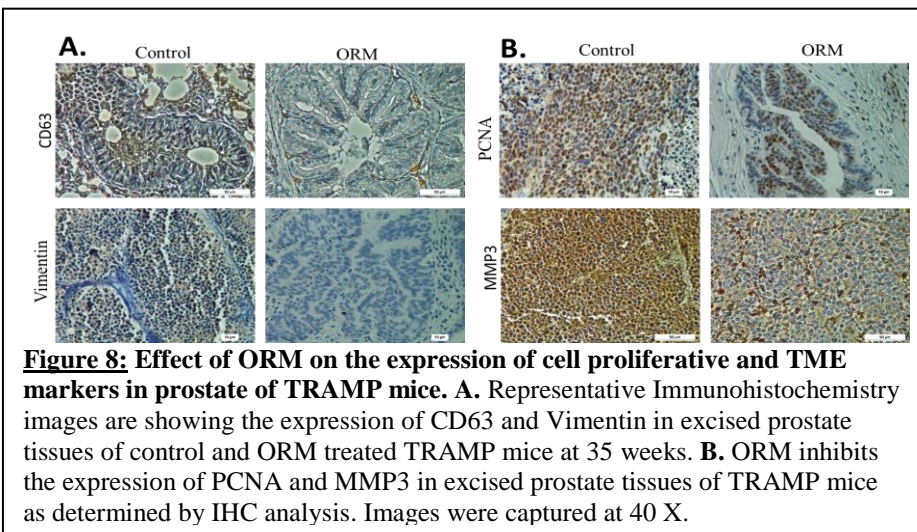 A.
Control
ORM
B.
Control
ORM
CD63
PCNA
Vimentin
MMP3
Figure 8: Effect of ORM on the expression of cell proliferative and TME
markers in prostate of TRAMP mice. A. Representative Immunohistochemistry
images are showing the expression of CD63 and Vimentin in excised prostate
tissues of control and ORM treated TRAMP mice at 35 weeks. B. ORM inhibits
the expression of PCNA and MMP3 in excised prostate tissues of TRAMP mice
as determined by IHC analysis. Images were captured at 40 X.